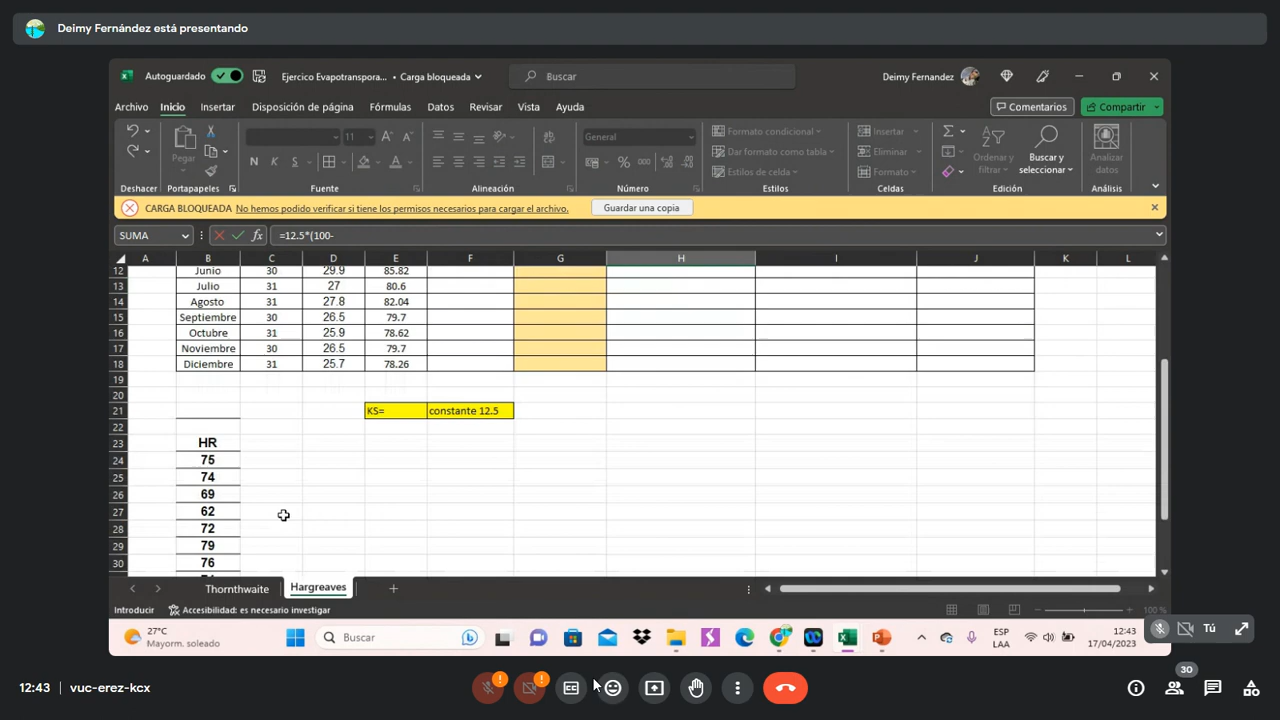 Deimy Fernández está presentando
Autoguardado Ejercico Evapotranspora... • Carga bloqueada Buscar Deimy Fernandez
Archivo Inicio Insertar Disposición de página Fórmulas Datos Revisar Vista Ayuda Comentarios Compartir
Pegar N K S 11 A A ab General % 000 Formato condicional Dar formato como tabla Estilos de celda Insertar Eliminar Formato Ordenar y filtrar Buscar y seleccionar Analizar datos
Deshacer Portapapeles Fuente Alineación Número Estilos Celdas Edición Análisis
CARGA BLOQUEADA No hemos podido verificar si tiene los permisos necesarios para cargar el archivo. Guardar una copia
SUMA fx =12.5*(100-
A B C D E F G H I J K L
12 Junio 30 29.9 85.82
13 Julio 31 27 80.6
14 Agosto 31 27.8 82.04
15 Septiembre 30 26.5 79.7
16 Octubre 31 25.9 78.62
17 Noviembre 30 26.5 79.7
18 Diciembre 31 25.7 78.26
19
20
21 KS= constante 12.5
22
23 HR
24 75
25 74
26 69
27 62
28 72
29 79
30 76
Thornthwaite Hargreaves
Introducir Accesibilidad: es necesario investigar 100 %
27°C
Mayorm. soleado
Buscar
ESP
LAA
12:43
17/04/2023
Tú
12:43 vuc-erez-kcx
30